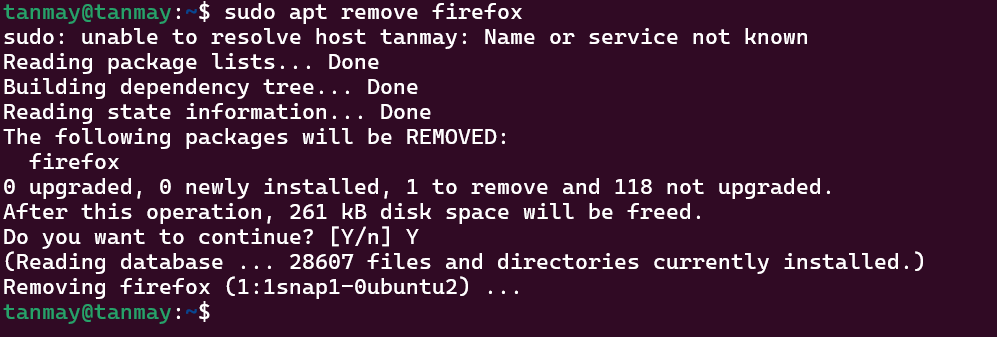 tanmay@tanmay:~$ sudo apt remove firefox
sudo: unable to resolve host tanmay: Name or service not known
Reading package lists... Done
Building dependency tree... Done
Reading state information... Done
The following packages will be REMOVED:
  firefox
0 upgraded, 0 newly installed, 1 to remove and 118 not upgraded.
After this operation, 261 kB disk space will be freed.
Do you want to continue? [Y/n] Y
(Reading database ... 28607 files and directories currently installed.)
Removing firefox (1:1snap1-0ubuntu2) ...
tanmay@tanmay:~$